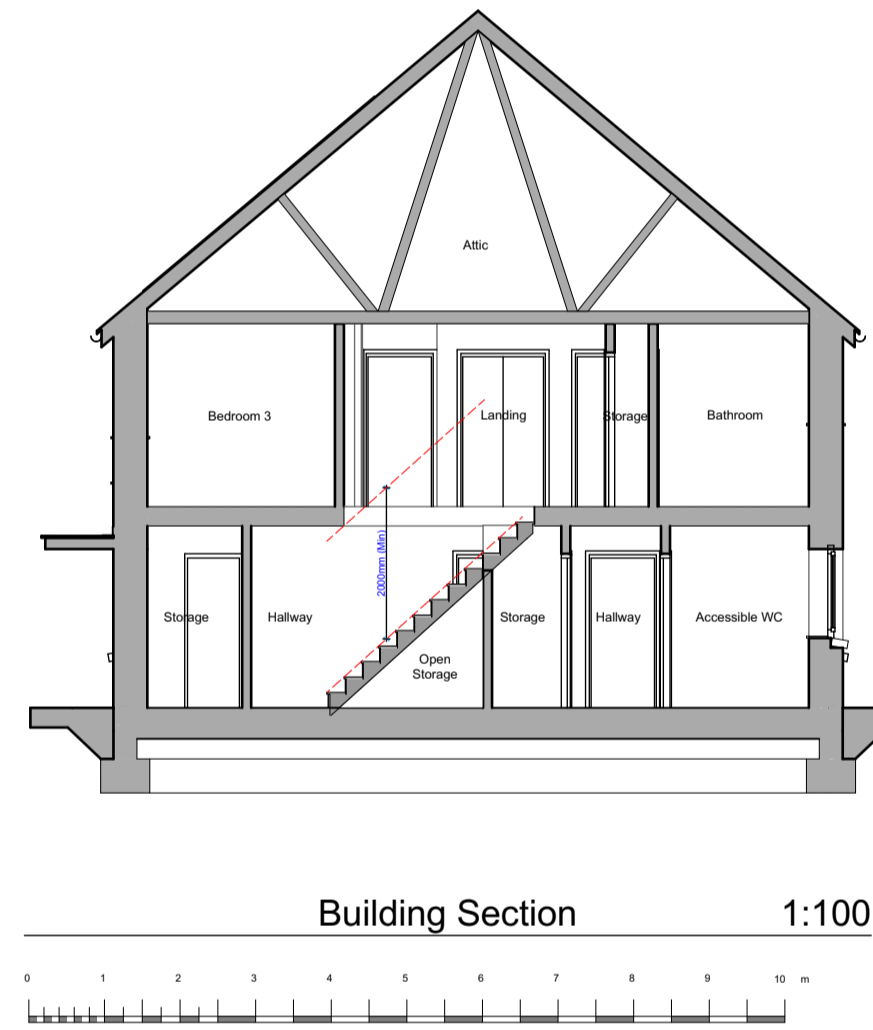 Attic
Bedroom 3
Landing
Storage
Bathroom
2000mm (Min)
Storage
Hallway
Open
Storage
Storage
Hallway
Accessible WC
Building Section 1:100
0 1 2 3 4 5 6 7 8 9 10 m